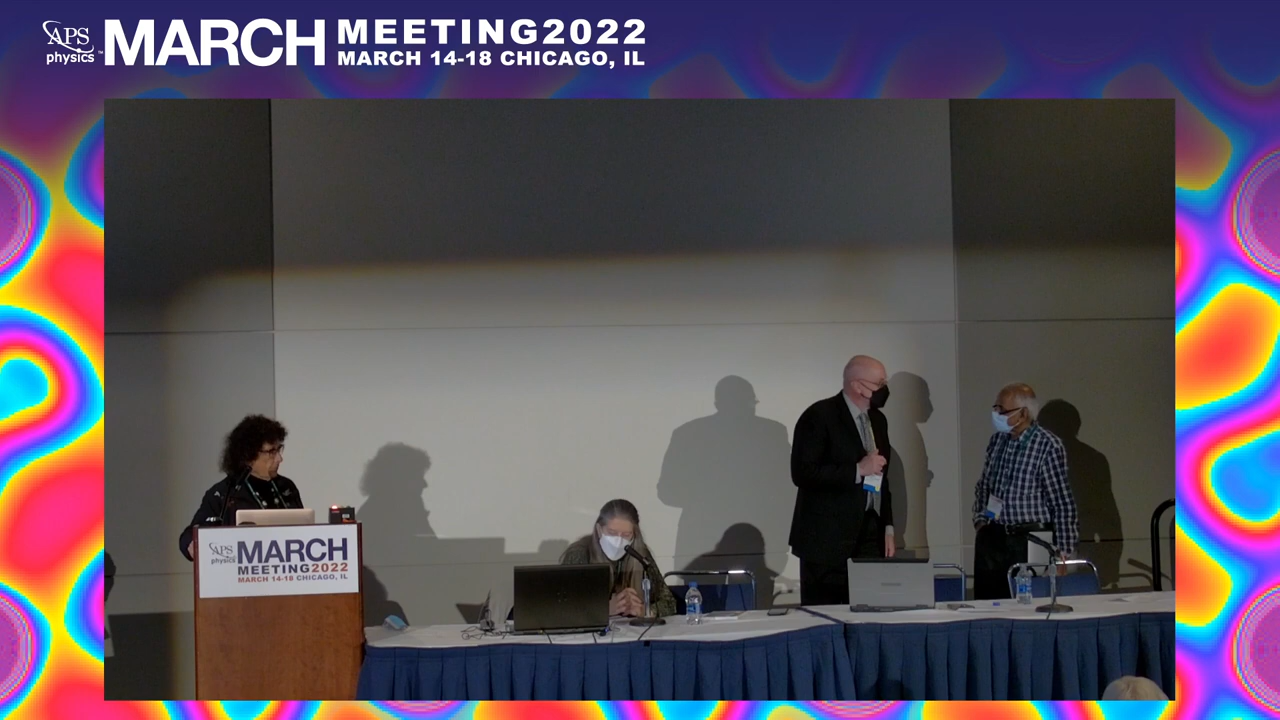 APS
physics
MARCH
MEETING2022
MARCH 14-18 CHICAGO, IL
APS
physics
MARCH
MEETING2022
MARCH 14-18 CHICAGO, IL